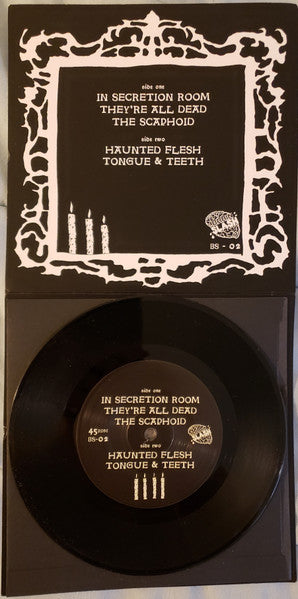 side one
IN SECRETION ROOM
THEY'RE ALL DEAD
THE SCAPHOID
side two
HAUNTED FLESH
TONGUE & TEETH
BS - 02
side one
IN SECRETION ROOM
THEY'RE ALL DEAD
THE SCAPHOID
45RPM
BS-02
side two
HAUNTED FLESH
TONGUE & TEETH